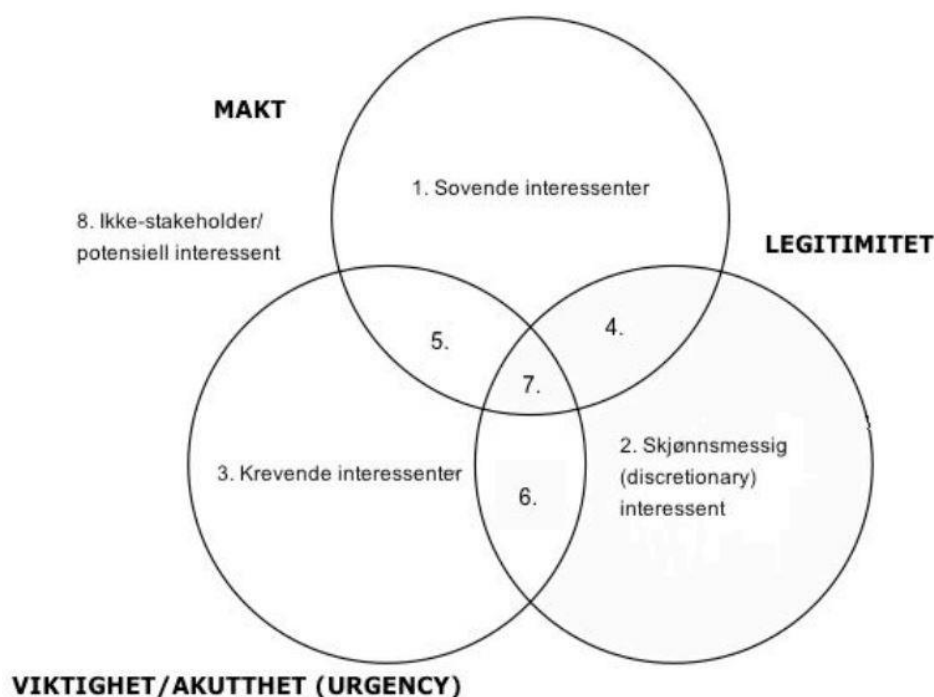 MAKT
1. Sovende interessenter
8. Ikke-stakeholder/
potensiell interessent
LEGITIMITET
5.
4.
7.
2. Skjønnsmessig
(discretionary)
interessent
3. Krevende interessenter
6.
VIKTIGHET/AKUTTHET (URGENCY)